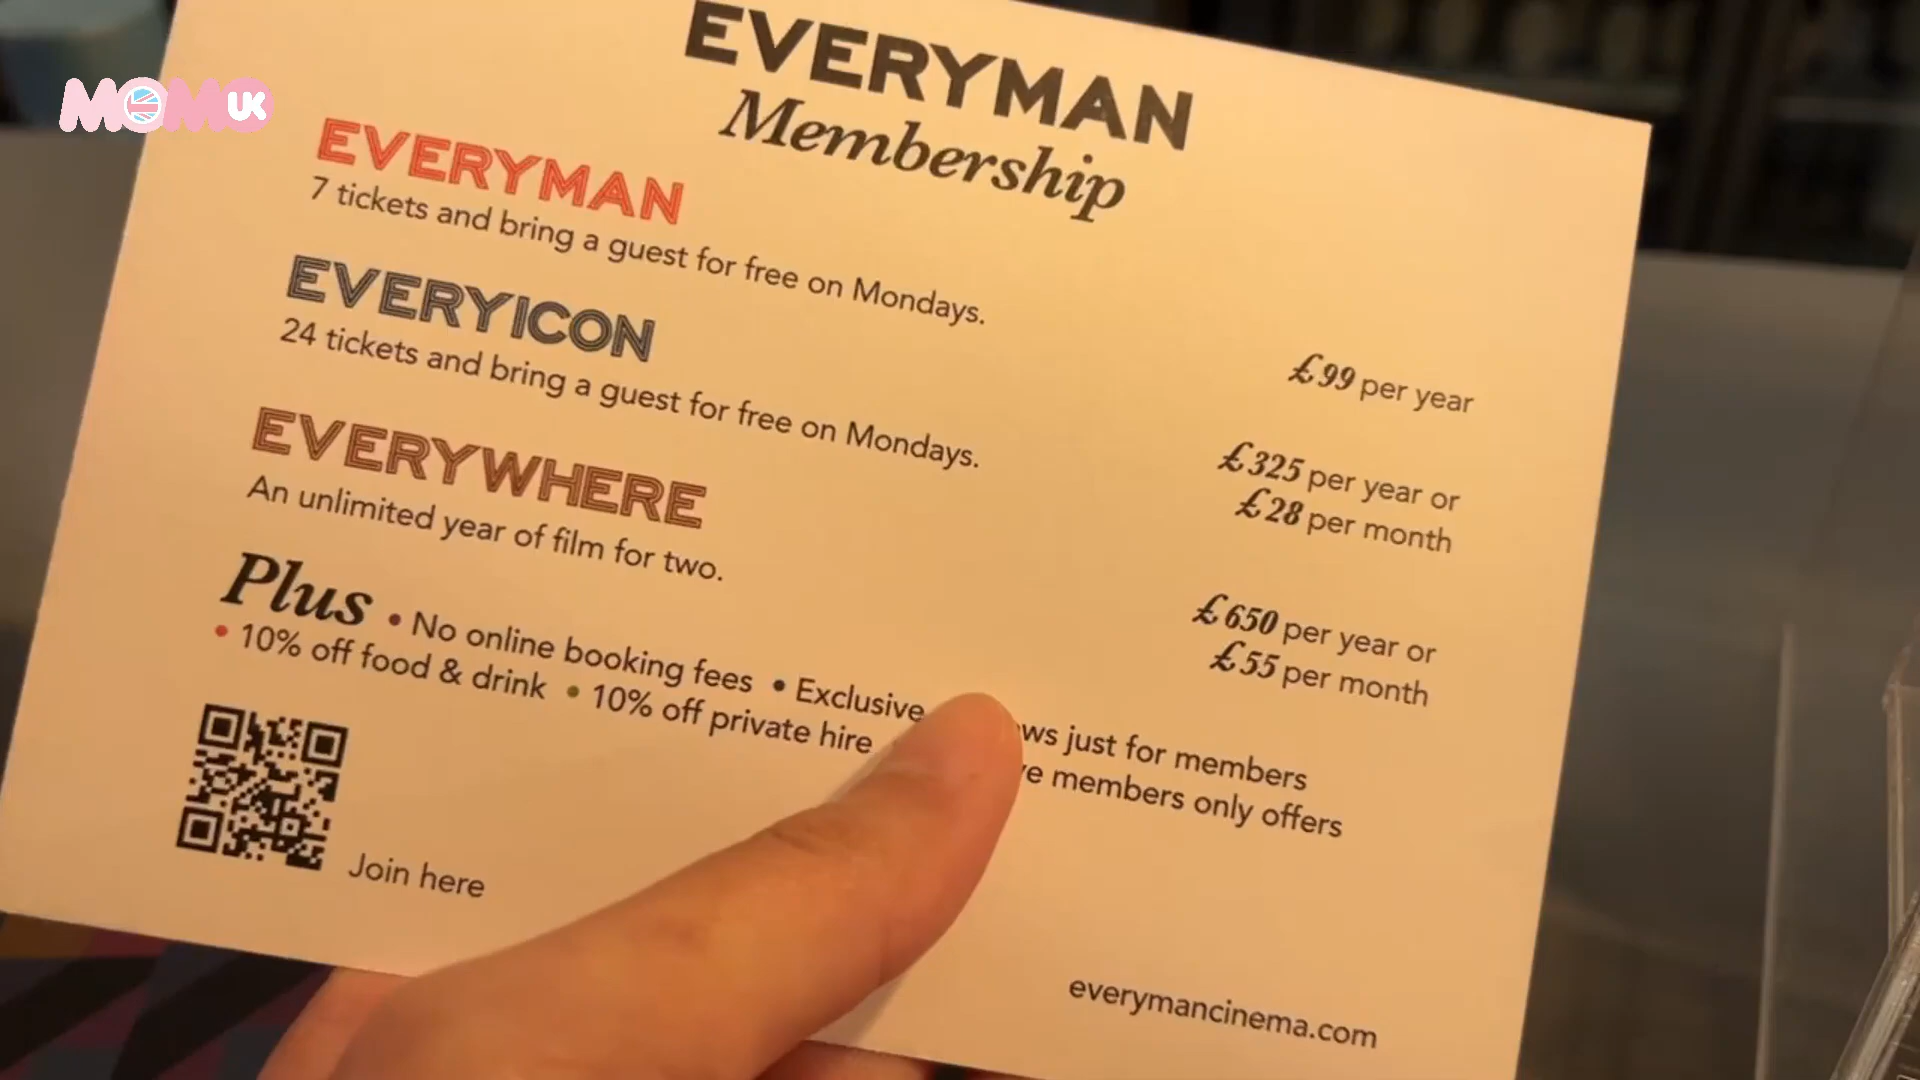 MOMO UK
EVERYMAN
Membership
EVERYMAN
7 tickets and bring a guest for free on Mondays.
£99 per year
EVERYICON
24 tickets and bring a guest for free on Mondays.
£325 per year or
£28 per month
EVERYWHERE
An unlimited year of film for two.
£650 per year or
£55 per month
Plus • No online booking fees • Exclusive just for members
• 10% off food & drink • 10% off private hire members only offers
Join here
everymancinema.com